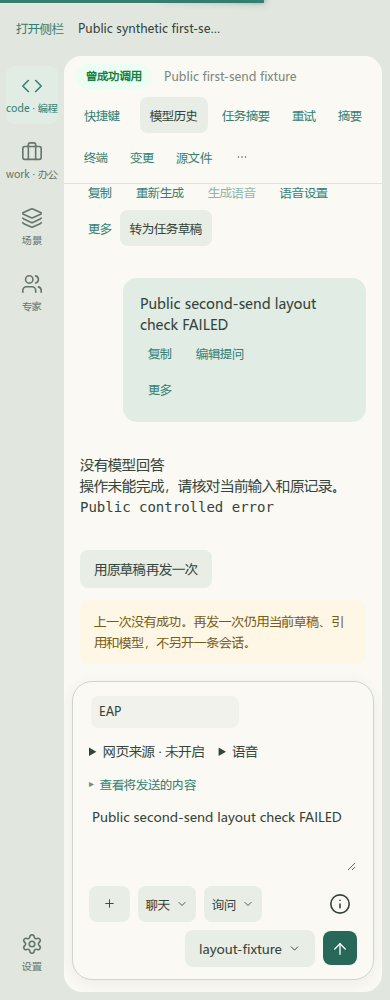 打开侧栏 Public synthetic first-se...
曾成功调用 Public first-send fixture
code · 编程
快捷键 模型历史 任务摘要 重试 摘要
work · 办公
终端 变更 源文件 ...
复制 重新生成 生成语音 语音设置
更多 转为任务草稿
场景
专家
Public second-send layout
check FAILED
复制 编辑提问
更多
没有模型回答
操作未能完成，请核对当前输入和原记录。
Public controlled error
用原草稿再发一次
上一次没有成功。再发一次仍用当前草稿、引
用和模型，不另开一条会话。
EAP
网页来源 · 未开启 语音
查看将发送的内容
Public second-send layout check FAILED
+ 聊天 询问
layout-fixture
设置